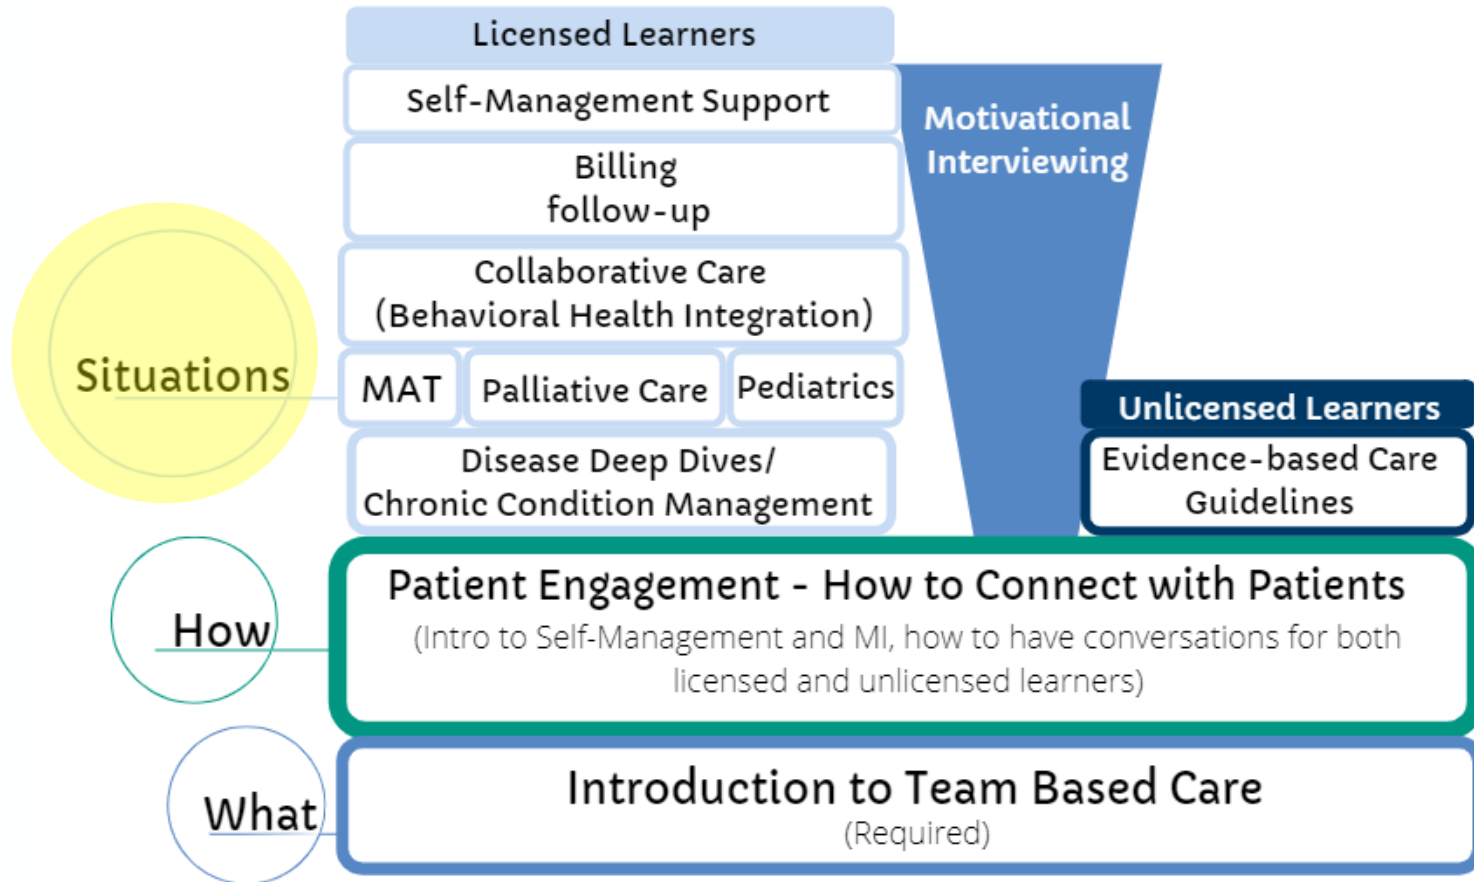 Licensed Learners
Self-Management Support
Billing
follow-up
Collaborative Care
(Behavioral Health Integration)
MAT
Palliative Care
Pediatrics
Disease Deep Dives/
Chronic Condition Management
Motivational
Interviewing
Unlicensed Learners
Evidence-based Care
Guidelines
Situations
How
Patient Engagement - How to Connect with Patients
(Intro to Self-Management and MI, how to have conversations for both
licensed and unlicensed learners)
What
Introduction to Team Based Care
(Required)